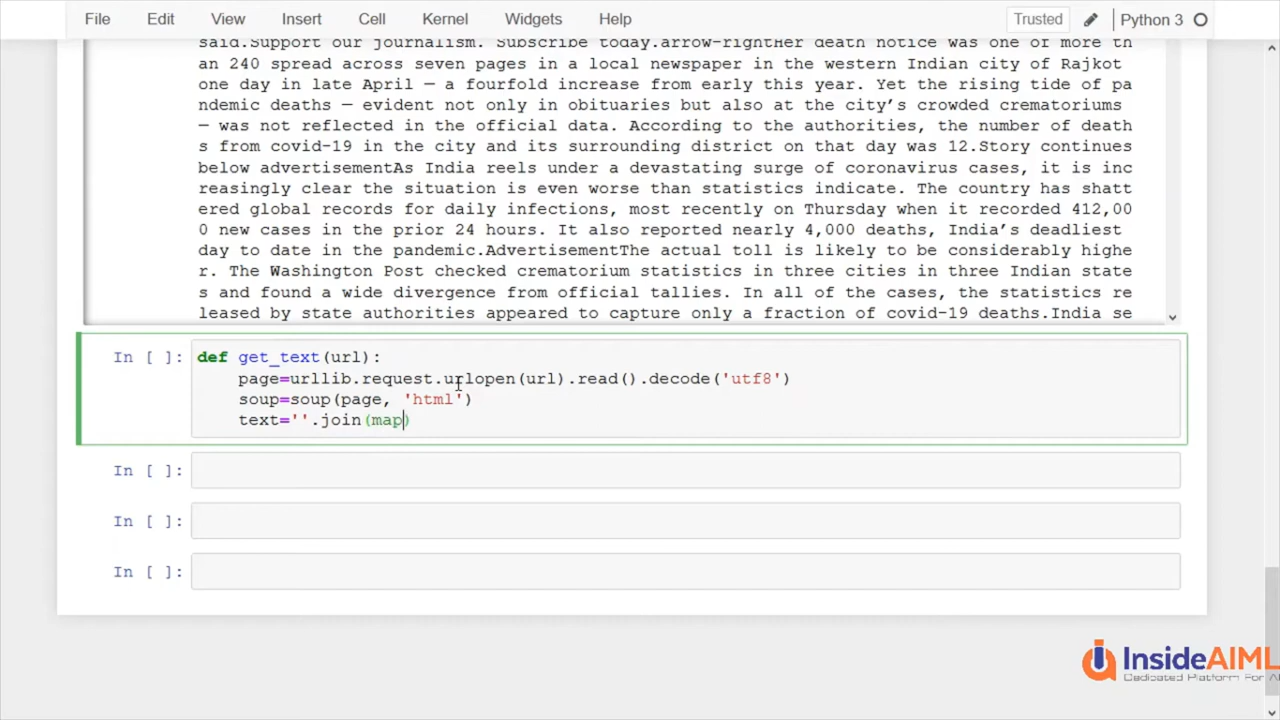 File Edit View Insert Cell Kernel Widgets Help Trusted Python 3
said.Support our journalism. Subscribe today.arrow-rightHer death notice was one of more th
an 240 spread across seven pages in a local newspaper in the western Indian city of Rajkot
one day in late April — a fourfold increase from early this year. Yet the rising tide of pa
ndemic deaths — evident not only in obituaries but also at the city’s crowded crematoriums
— was not reflected in the official data. According to the authorities, the number of death
s from covid-19 in the city and its surrounding district on that day was 12.Story continues
below advertisementAs India reels under a devastating surge of coronavirus cases, it is inc
reasingly clear the situation is even worse than statistics indicate. The country has shatt
ered global records for daily infections, most recently on Thursday when it recorded 412,00
0 new cases in the prior 24 hours. It also reported nearly 4,000 deaths, India’s deadliest
day to date in the pandemic.AdvertisementThe actual toll is likely to be considerably highe
r. The Washington Post checked crematorium statistics in three cities in three Indian state
s and found a wide divergence from official tallies. In all of the cases, the statistics re
leased by state authorities appeared to capture only a fraction of covid-19 deaths.India se
In [ ]: def get_text(url):
page=urllib.request.urlopen(url).read().decode('utf8')
soup=soup(page, 'html')
text=''.join(map)
In [ ]:
In [ ]:
In [ ]:
InsideAIML
Dedicated Platform For A